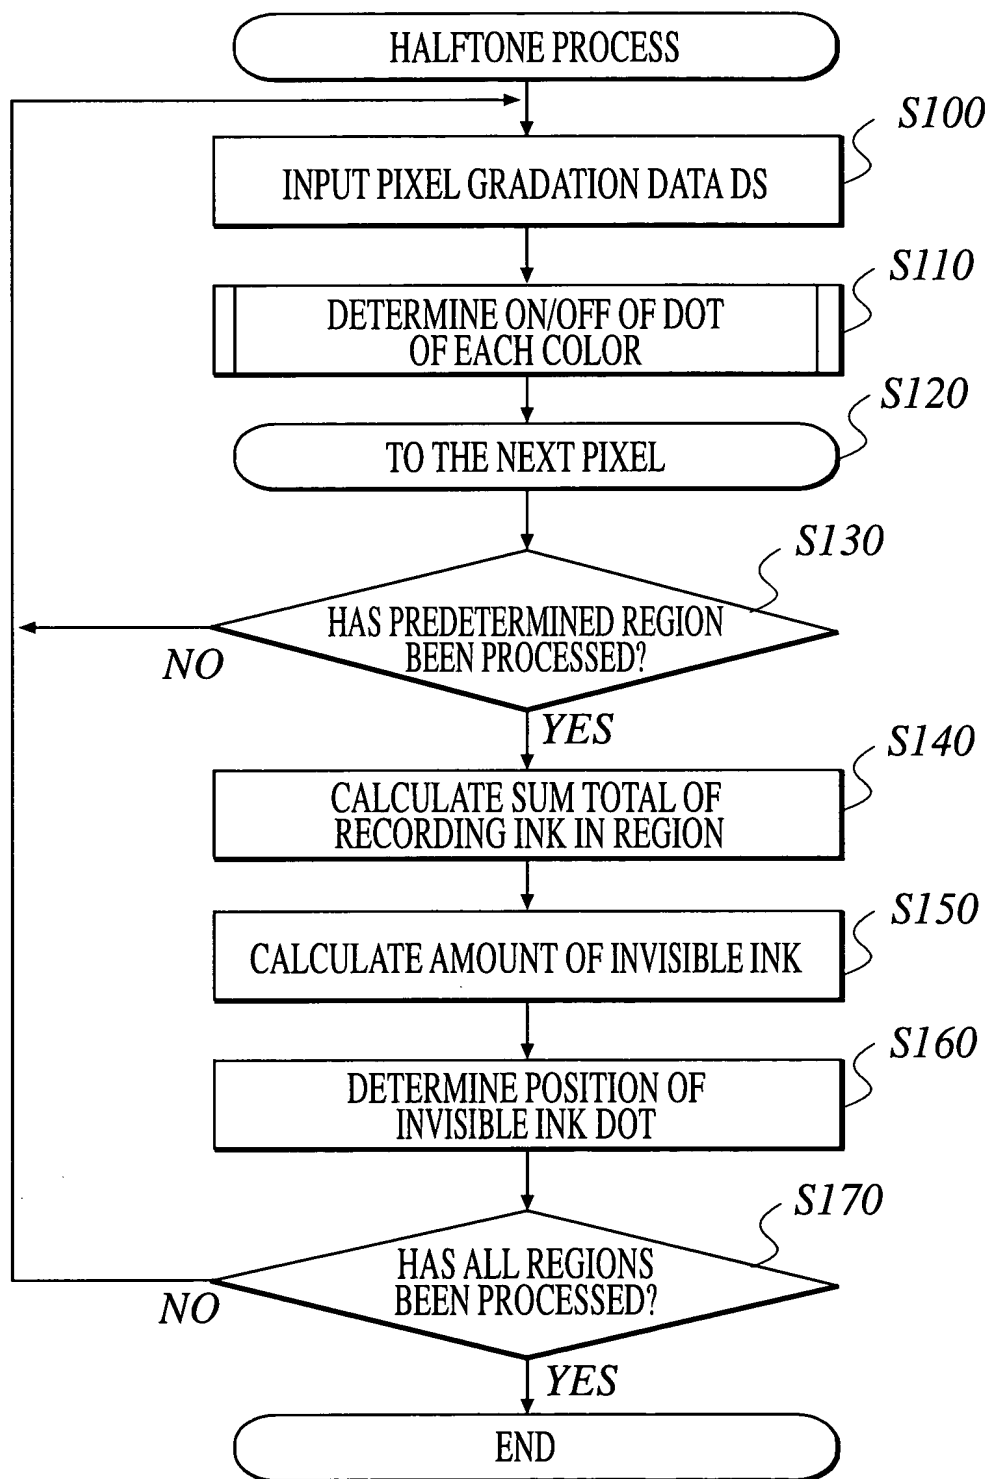 HALFTONE PROCESS
S100
INPUT PIXEL GRADATION DATA DS
S110
DETERMINE ON/OFF OF DOT
OF EACH COLOR
S120
TO THE NEXT PIXEL
S130
HAS PREDETERMINED REGION
BEEN PROCESSED?
NO
YES
S140
CALCULATE SUM TOTAL OF
RECORDING INK IN REGION
S150
CALCULATE AMOUNT OF INVISIBLE INK
S160
DETERMINE POSITION OF
INVISIBLE INK DOT
S170
HAS ALL REGIONS
BEEN PROCESSED?
NO
YES
END